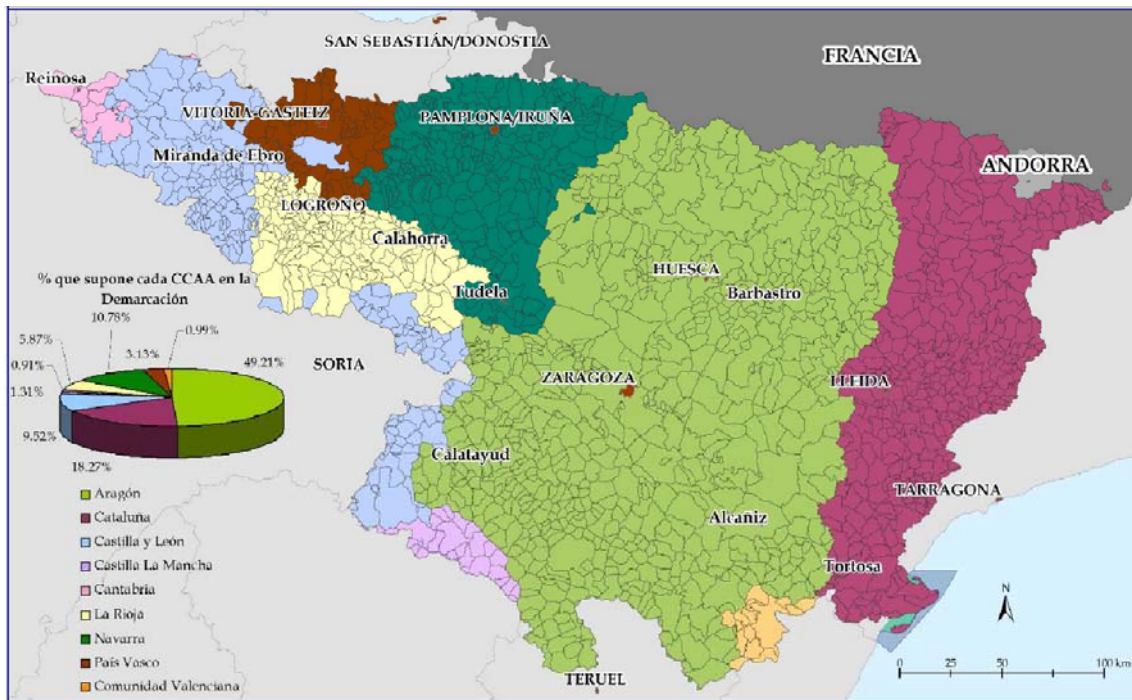 SAN SEBASTIÁN/DONOSTIA
FRANCIA
Reinosa
VITORIA-GASTEIZ
PAMPLONA/IRUÑA
ANDORRA
Miranda de Ebro
LOGROÑO
Calahorra
HUESCA
Barbastro
Tudela
% que supone cada CCAA en la
Demarcación
10.78%
0.99%
5.87%
3.13%
49.21%
0.91%
1.31%
9.52%
18.27%
SORIA
ZARAGOZA
LLEIDA
Calatayud
TARRAGONA
Alcañiz
Tortosa
TERUEL
Aragón
Cataluña
Castilla y León
Castilla La Mancha
Cantabria
La Rioja
Navarra
País Vasco
Comunidad Valenciana
N
0 25 50 100 km